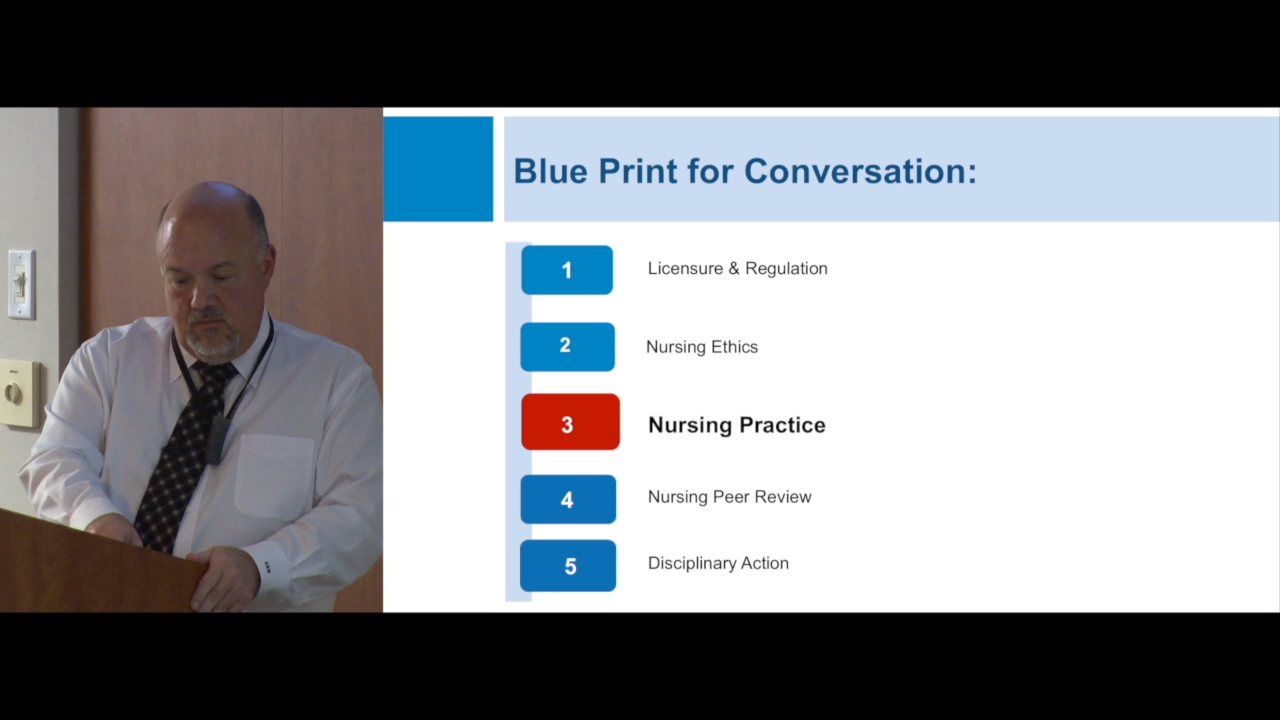 Blue Print for Conversation:
1 Licensure & Regulation
2 Nursing Ethics
3 Nursing Practice
4 Nursing Peer Review
5 Disciplinary Action